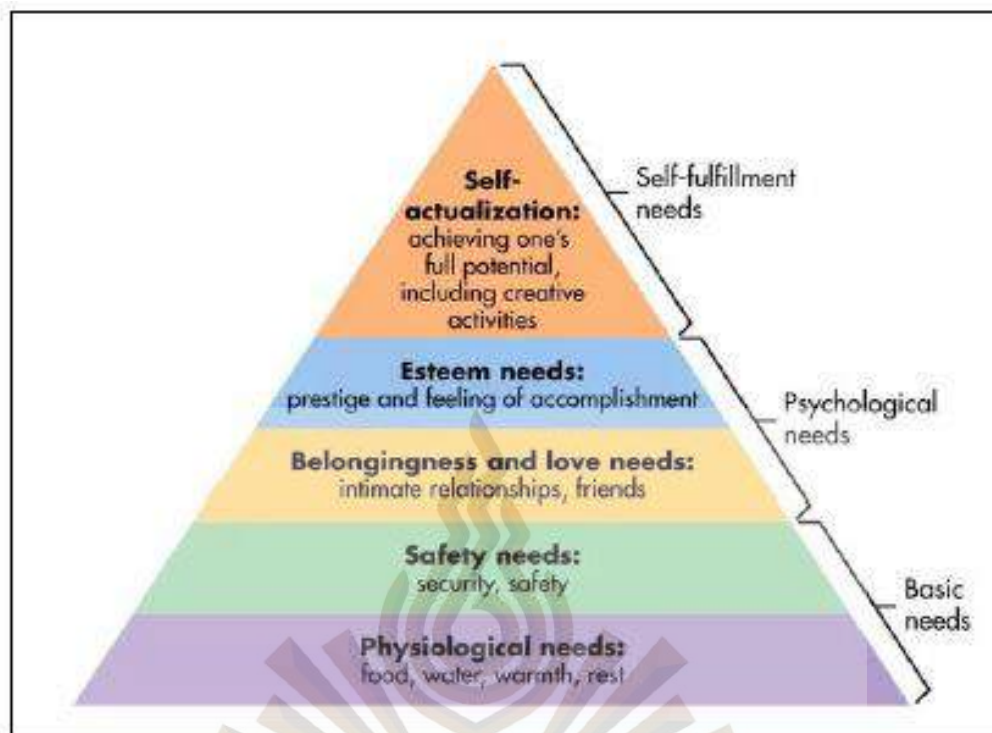 Self-
actualization:
achieving one's
full potential,
including creative
activities
Esteem needs:
prestige and feeling of accomplishment
Belongingness and love needs:
intimate relationships, friends
Safety needs:
security, safety
Physiological needs:
food, water, warmth, rest
Self-fulfillment
needs
Psychological
needs
Basic
needs